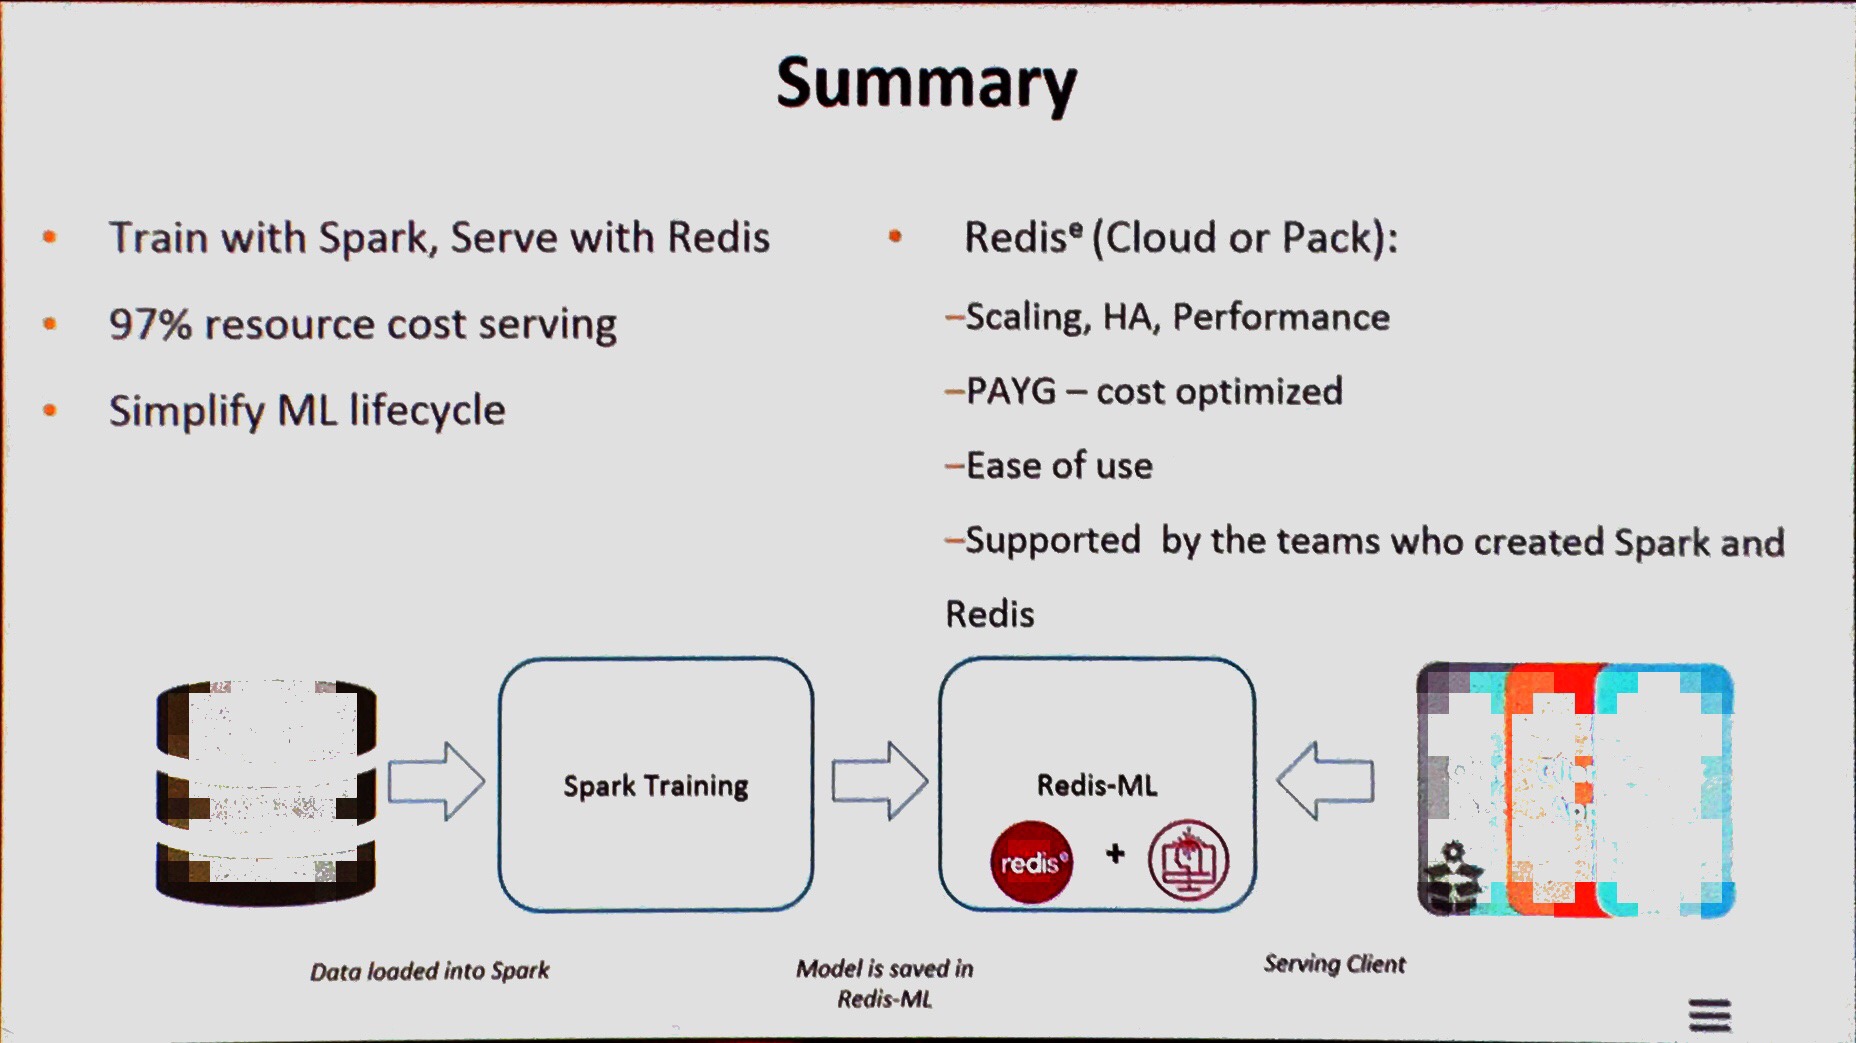 Summary
• Train with Spark, Serve with Redis
• 97% resource cost serving
• Simplify ML lifecycle
• Redisᵉ (Cloud or Pack):
–Scaling, HA, Performance
–PAYG – cost optimized
–Ease of use
–Supported by the teams who created Spark and
Redis
Spark Training
Redis-ML
redisᵉ
+
Data loaded into Spark
Model is saved in
Redis-ML
Serving Client